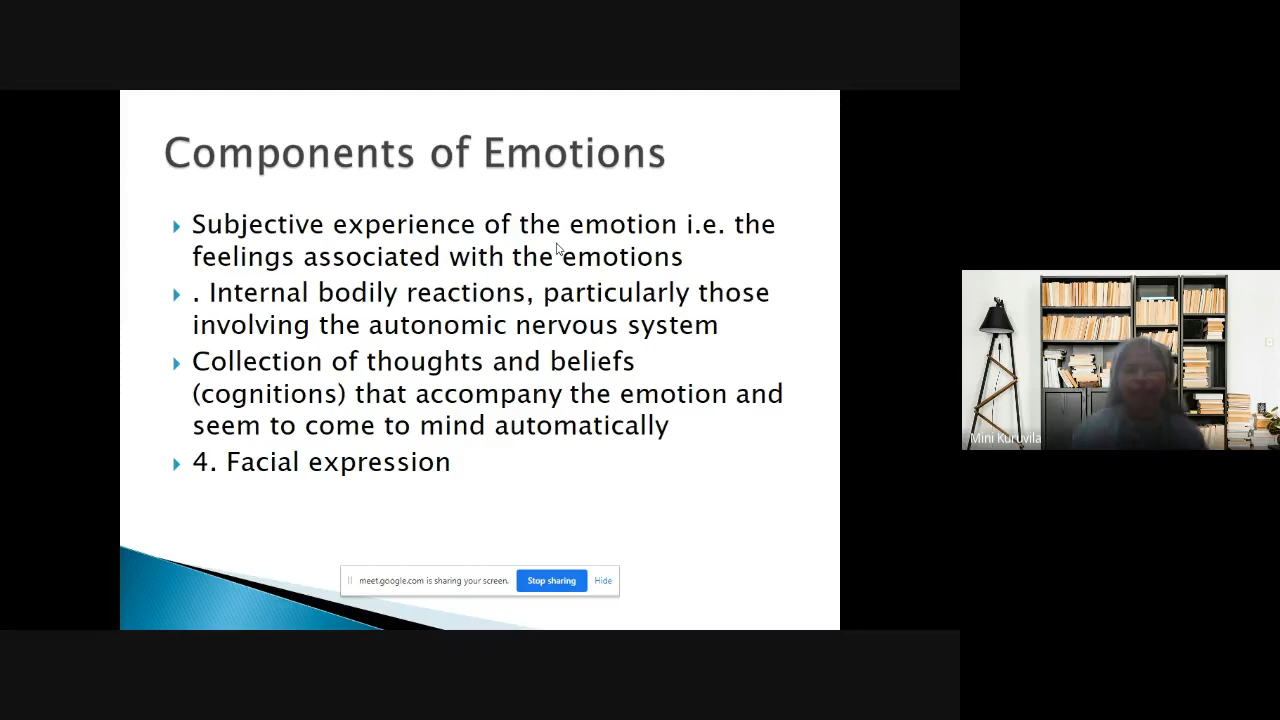 Components of Emotions
Subjective experience of the emotion i.e. the
feelings associated with the emotions
. Internal bodily reactions, particularly those
involving the autonomic nervous system
Collection of thoughts and beliefs
(cognitions) that accompany the emotion and
seem to come to mind automatically
4. Facial expression
meet.google.com is sharing your screen. Stop sharing Hide
Mini Kuruvila